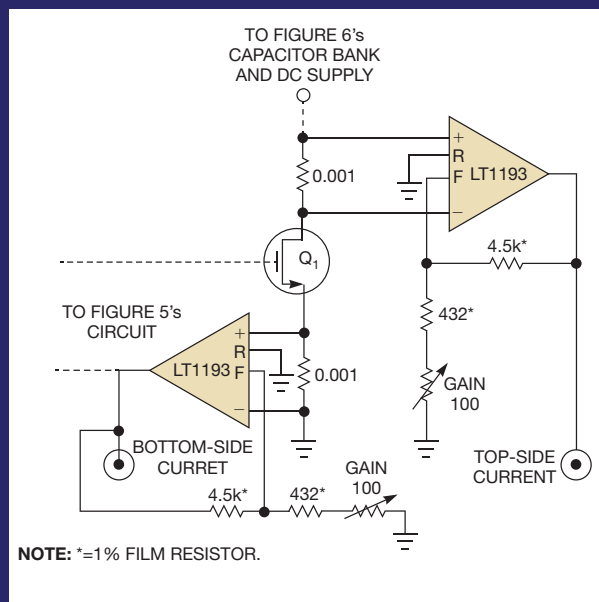 TO FIGURE 6's
CAPACITOR BANK
AND DC SUPPLY
+
R
F
−
LT1193
0.001
Q1
4.5k*
432*
GAIN
100
TOP-SIDE
CURRENT
TO FIGURE 5's
CIRCUIT
+
R
F
−
LT1193
0.001
BOTTOM-SIDE
CURRET
4.5k*
432*
GAIN
100
NOTE: *=1% FILM RESISTOR.